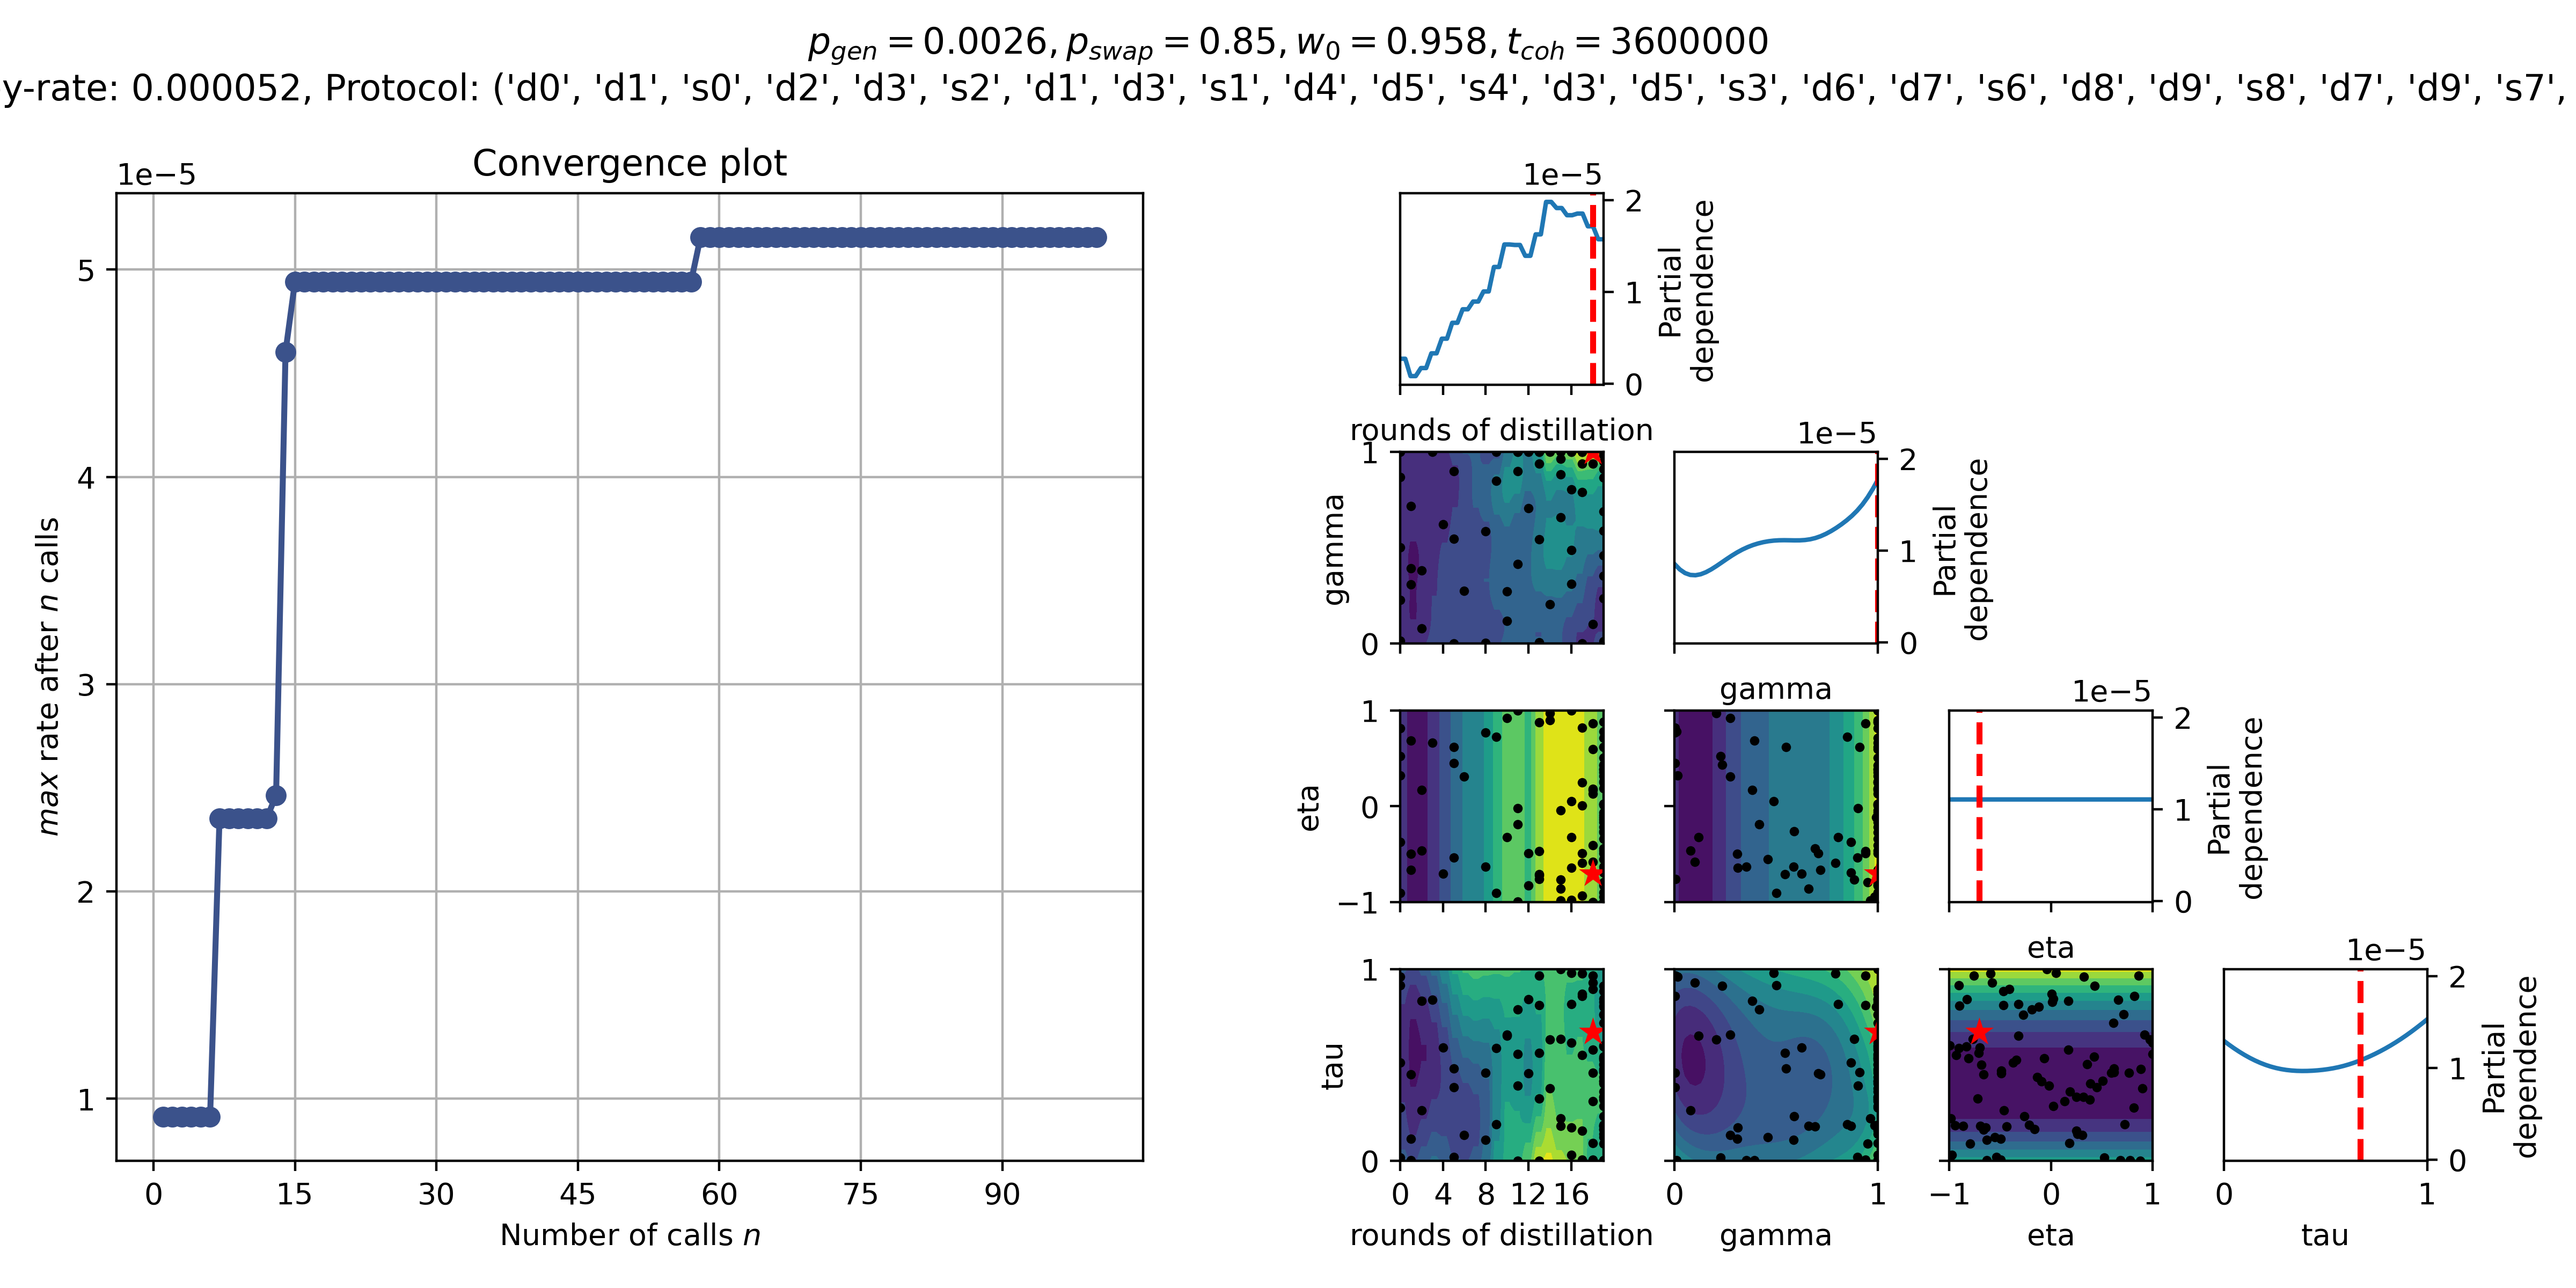 p_gen = 0.0026, p_swap = 0.85, w_0 = 0.958, t_coh = 3600000
y-rate: 0.000052, Protocol: ('d0', 'd1', 's0', 'd2', 'd3', 's2', 'd1', 'd3', 's1', 'd4', 'd5', 's4', 'd3', 'd5', 's3', 'd6', 'd7', 's6', 'd8', 'd9', 's8', 'd7', 'd9', 's7',
Convergence plot
1e−5
5
4
3
2
1
max rate after n calls
0 15 30 45 60 75 90
Number of calls n
1e−5
2
1
0
Partial
dependence
rounds of distillation
1
0
gamma
1e−5
2
1
0
Partial
dependence
gamma
1
0
−1
eta
1e−5
2
1
0
Partial
dependence
eta
1
0
tau
1e−5
2
1
0
Partial
dependence
0 4 8 12 16
rounds of distillation
0 1
gamma
−1 0 1
eta
0 1
tau